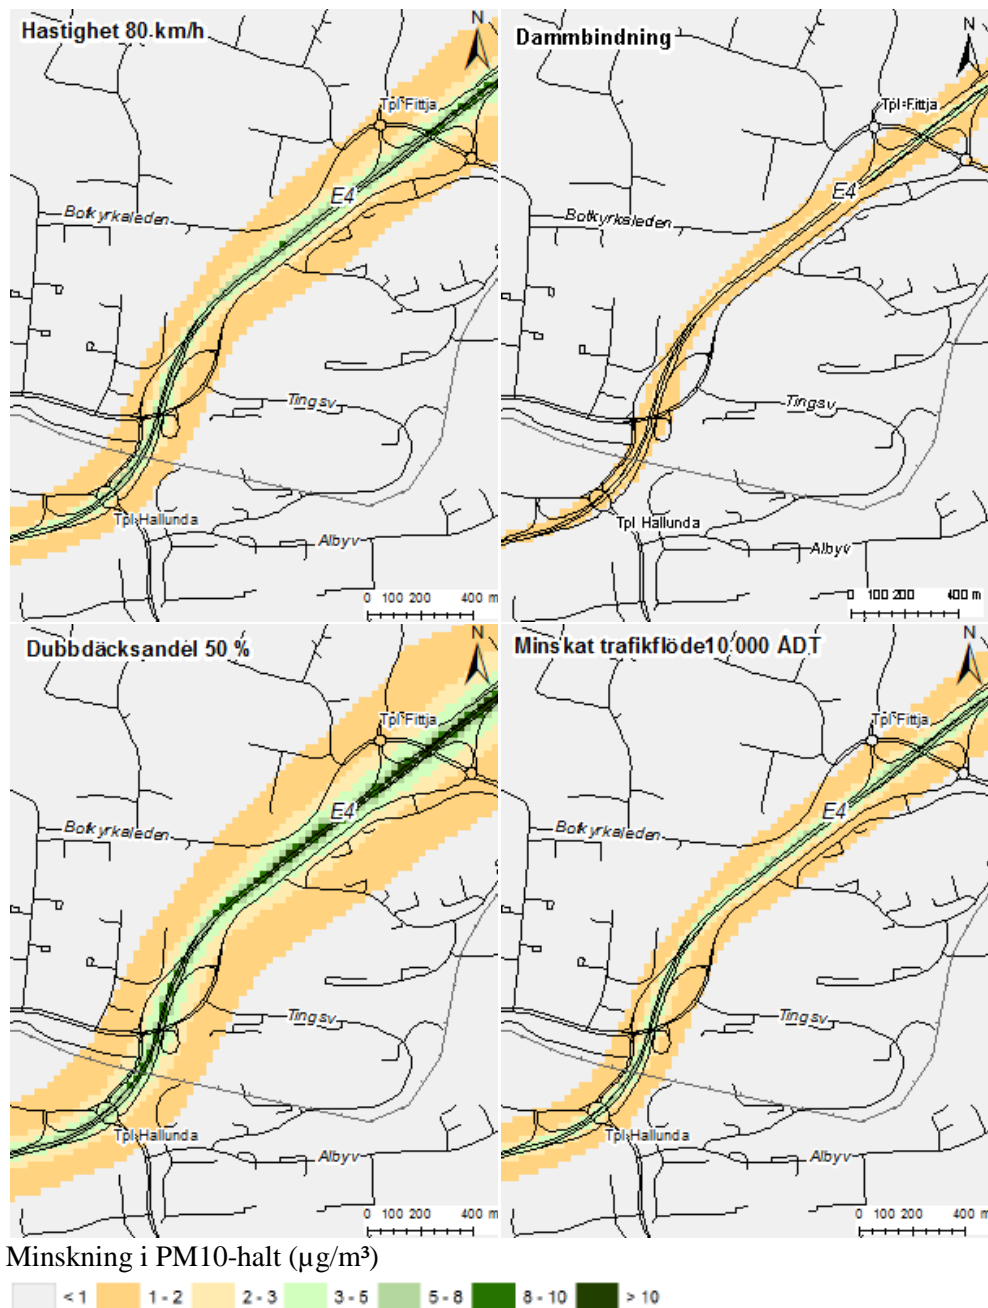 Hastighet 80 km/h
N
Tpl Fittja
E4
Botkyrkaleden
Tingsv
Tpl Hallunda
Albyv
0 100 200 400 m
Dammbindning
N
Tpl Fittja
E4
Botkyrkaleden
Tingsv
Tpl Hallunda
Albyv
0 100 200 400 m
Dubbdäcksandel 50 %
N
Tpl Fittja
E4
Botkyrkaleden
Tingsv
Tpl Hallunda
Albyv
0 100 200 400 m
Minskat trafikflöde10 000 ÅDT
N
Tpl Fittja
E4
Botkyrkaleden
Tingsv
Tpl Hallunda
Albyv
0 100 200 400 m
Minskning i PM10-halt (µg/m³)
< 1 1 - 2 2 - 3 3 - 5 5 - 8 8 - 10 > 10